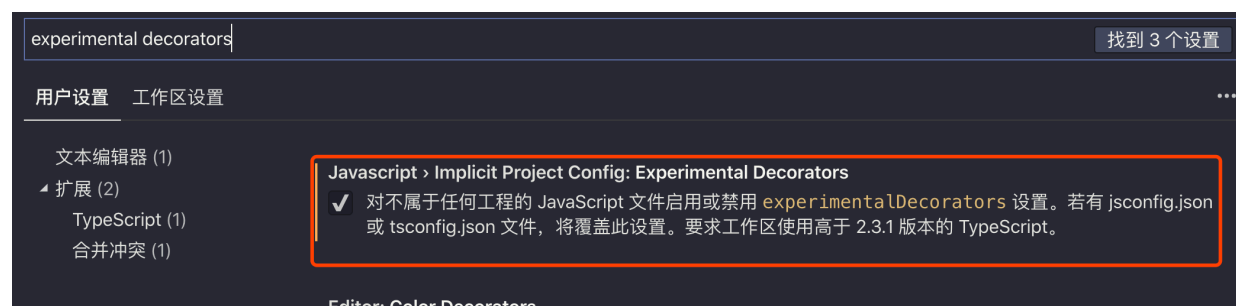 experimental decorators
找到 3 个设置
用户设置 工作区设置
文本编辑器 (1)
扩展 (2)
TypeScript (1)
合并冲突 (1)
Javascript › Implicit Project Config: Experimental Decorators
对不属于任何工程的 JavaScript 文件启用或禁用 experimentalDecorators 设置。若有 jsconfig.json
或 tsconfig.json 文件，将覆盖此设置。要求工作区使用高于 2.3.1 版本的 TypeScript。
Editor: Color Decorators